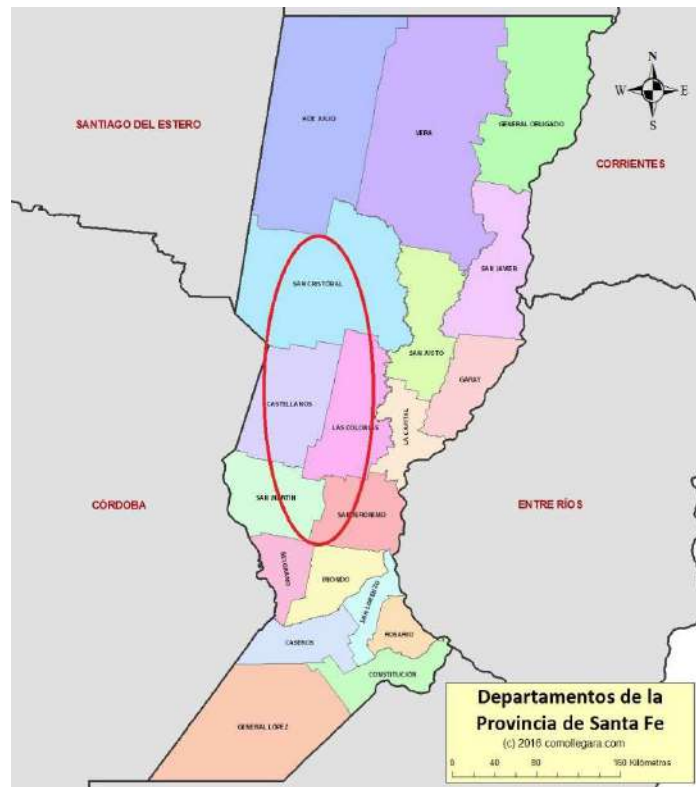 N
W E
S
SANTIAGO DEL ESTERO
9 DE JULIO
VERA
GENERAL OBLIGADO
CORRIENTES
SAN CRISTÓBAL
SAN JAVIER
SAN JUSTO
GARAY
CASTELLANOS
LAS COLONIAS
LA CAPITAL
CÓRDOBA
SAN MARTÍN
SAN JERÓNIMO
ENTRE RÍOS
BELGRANO
IRIONDO
SAN LORENZO
CASEROS
ROSARIO
CONSTITUCIÓN
GENERAL LÓPEZ
Departamentos de la
Provincia de Santa Fe
(c) 2016 comollegara.com
0 40 80 160 Kilómetros